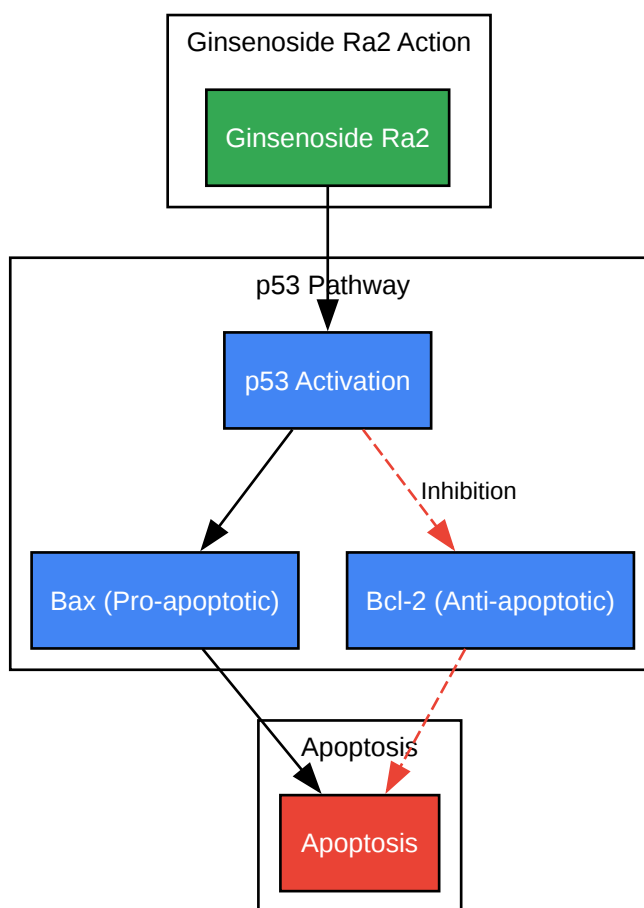 Ginsenoside Ra2 Action
Ginsenoside Ra2
p53 Pathway
p53 Activation
Inhibition
Bax (Pro-apoptotic)
Bcl-2 (Anti-apoptotic)
Apoptosis
Apoptosis